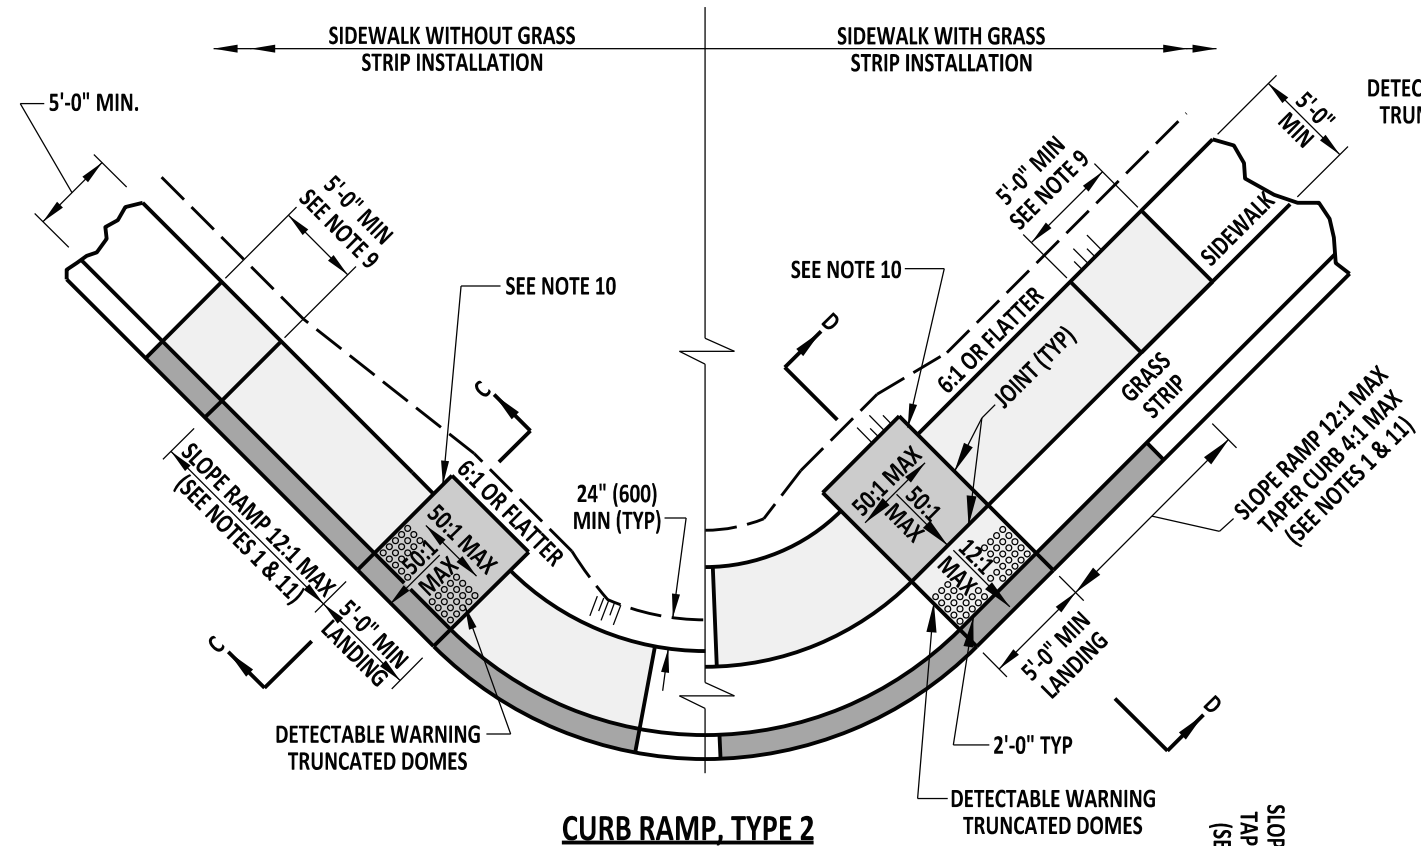 SIDEWALK WITHOUT GRASS
STRIP INSTALLATION
SIDEWALK WITH GRASS
STRIP INSTALLATION
5'-0" MIN.
5'-0" MIN
SEE NOTE 9
SEE NOTE 10
C
6:1 OR FLATTER
24" (600)
MIN (TYP)
50:1 MAX
50:1
MAX
SLOPE RAMP 12:1 MAX
(SEE NOTES 1 & 11)
5'-0" MIN
LANDING
C
DETECTABLE WARNING
TRUNCATED DOMES
5'-0"
MIN
DETEC
TRUN
5'-0" MIN
SEE NOTE 9
SIDEWALK
SEE NOTE 10
D
6:1 OR FLATTER
JOINT (TYP)
GRASS
STRIP
50:1 MAX
50:1
MAX
12:1
MAX
SLOPE RAMP 12:1 MAX
TAPER CURB 4:1 MAX
(SEE NOTES 1 & 11)
5'-0" MIN
LANDING
D
2'-0" TYP
DETECTABLE WARNING
TRUNCATED DOMES
CURB RAMP, TYPE 2
SLOP
TAP
(SE